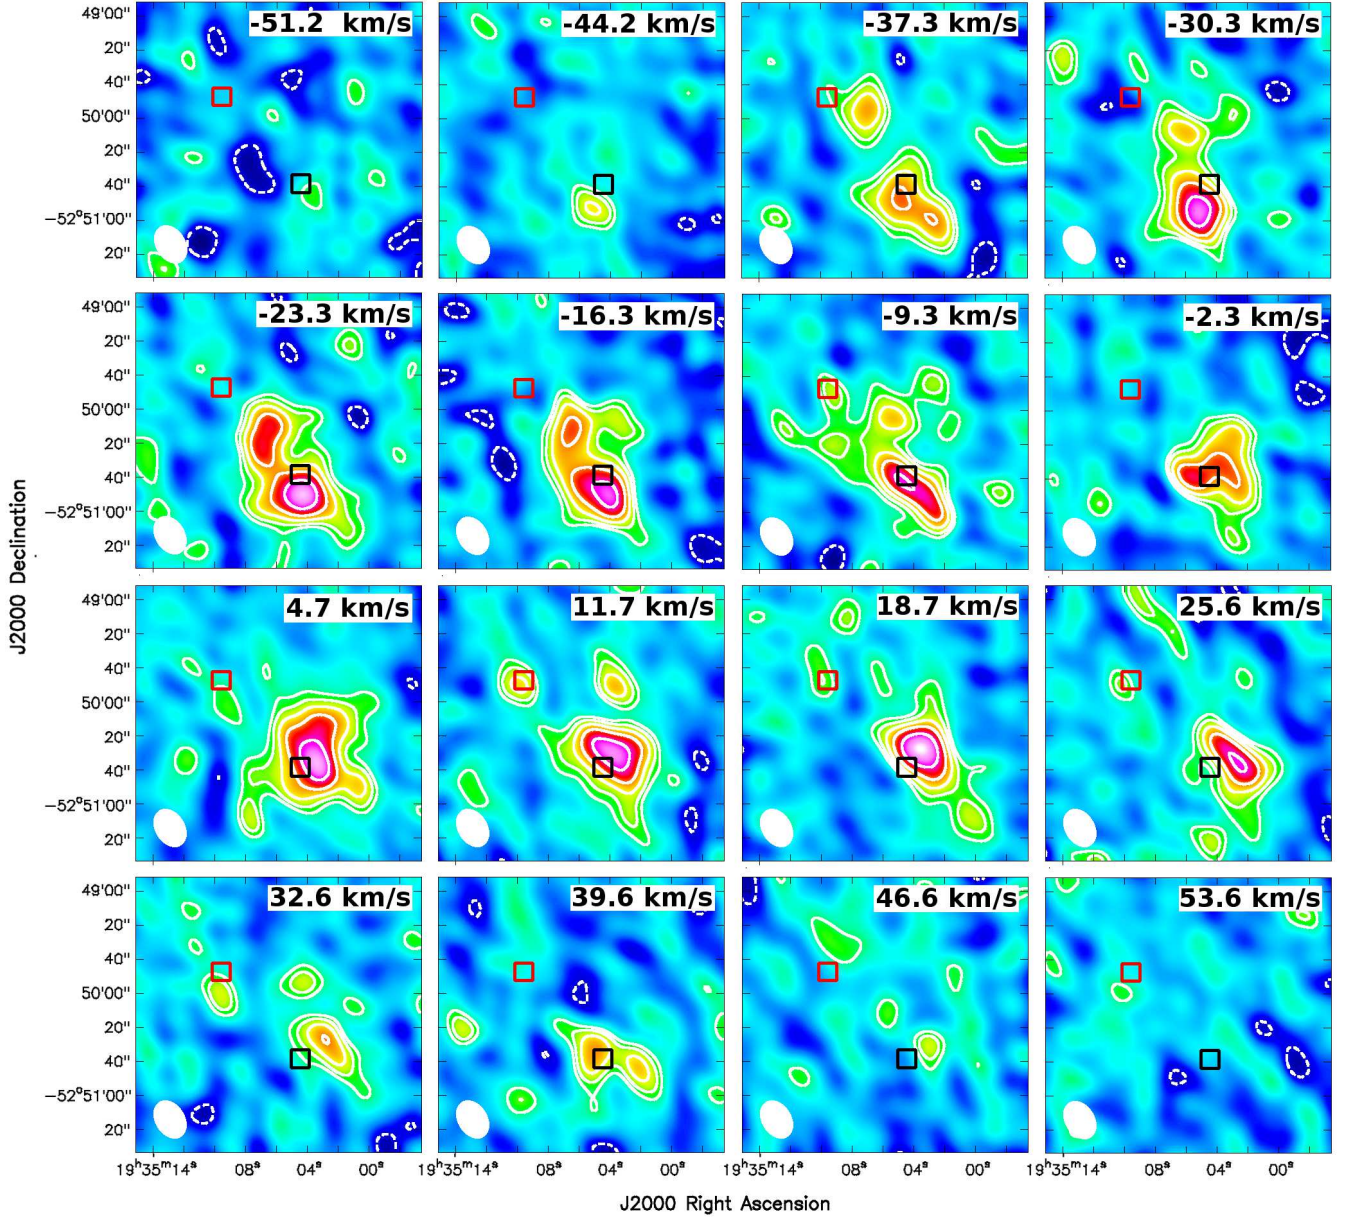 -51.2 km/s
-44.2 km/s
-37.3 km/s
-30.3 km/s
49'00"
20"
40"
50'00"
20"
40"
−52°51'00"
20"
-23.3 km/s
-16.3 km/s
-9.3 km/s
-2.3 km/s
49'00"
20"
40"
50'00"
20"
40"
−52°51'00"
20"
J2000 Declination
4.7 km/s
11.7 km/s
18.7 km/s
25.6 km/s
49'00"
20"
40"
50'00"
20"
40"
−52°51'00"
20"
32.6 km/s
39.6 km/s
46.6 km/s
53.6 km/s
49'00"
20"
40"
50'00"
20"
40"
−52°51'00"
20"
19ʰ35ᵐ14ˢ 08ˢ 04ˢ 00ˢ 19ʰ35ᵐ14ˢ 08ˢ 04ˢ 00ˢ 19ʰ35ᵐ14ˢ 08ˢ 04ˢ 00ˢ 19ʰ35ᵐ14ˢ 08ˢ 04ˢ 00ˢ
J2000 Right Ascension